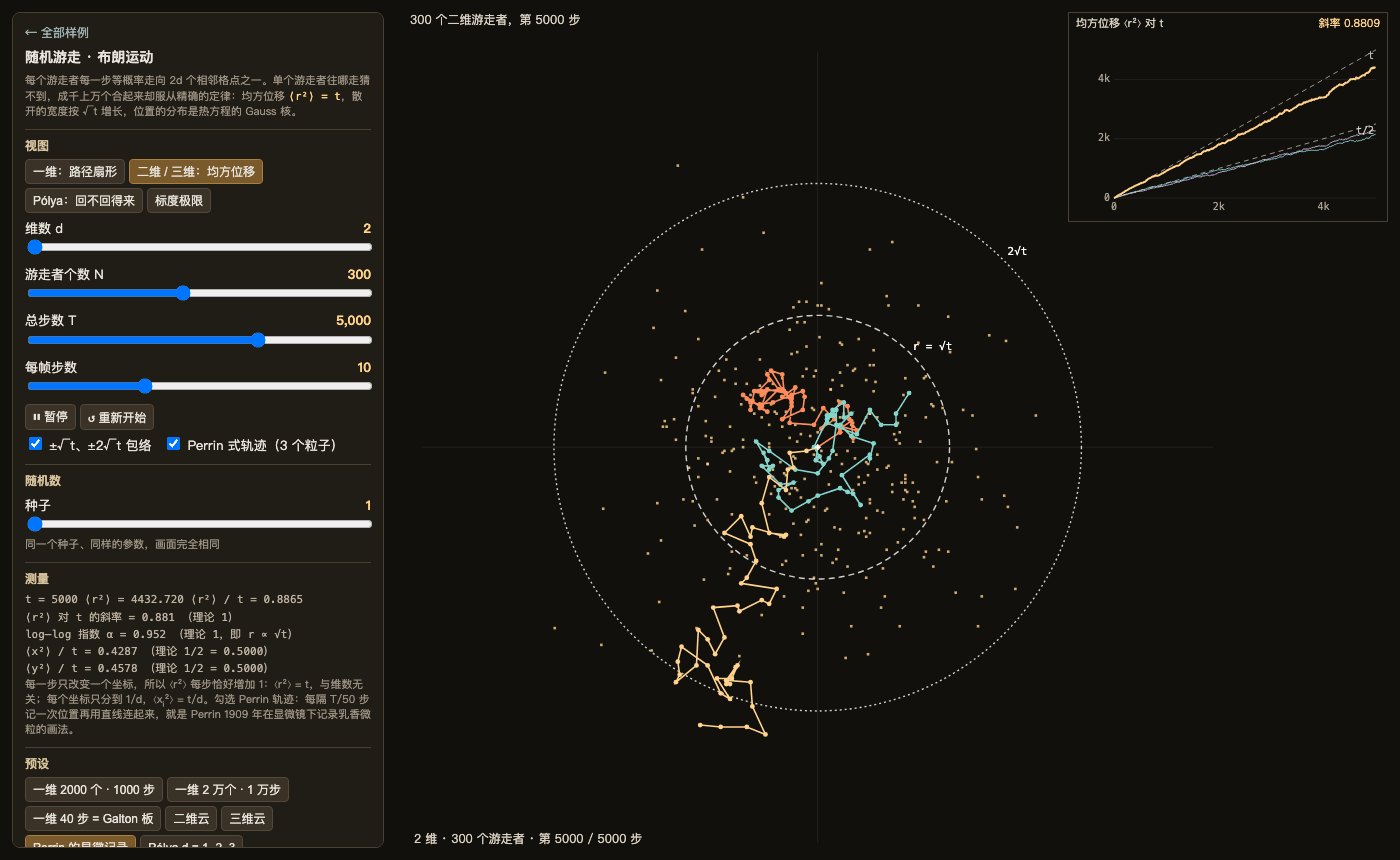 ← 全部样例
随机游走 · 布朗运动
每个游走者每一步等概率走向 2d 个相邻格点之一。单个游走者往哪走猜
不到，成千上万个合起来却服从精确的定律：均方位移 ⟨r²⟩ = t，散
开的宽度按 √t 增长，位置的分布是热方程的 Gauss 核。
视图
一维：路径扇形
二维 / 三维：均方位移
Pólya：回不回得来
标度极限
维数 d 2
游走者个数 N 300
总步数 T 5,000
每帧步数 10
⏸ 暂停
↺ 重新开始
±√t、±2√t 包络
Perrin 式轨迹（3 个粒子）
随机数
种子 1
同一个种子、同样的参数，画面完全相同
测量
t = 5000 ⟨r²⟩ = 4432.720 ⟨r²⟩ / t = 0.8865
⟨r²⟩ 对 t 的斜率 = 0.881 （理论 1）
log–log 指数 α = 0.952 （理论 1，即 r ∝ √t）
⟨x²⟩ / t = 0.4287 （理论 1/2 = 0.5000）
⟨y²⟩ / t = 0.4578 （理论 1/2 = 0.5000）
每一步只改变一个坐标，所以 ⟨r²⟩ 每步恰好增加 1：⟨r²⟩ = t，与维数无
关；每个坐标只分到 1/d，⟨xᵢ²⟩ = t/d。勾选 Perrin 轨迹：每隔 T/50 步
记一次位置再用直线连起来，就是 Perrin 1909 年在显微镜下记录乳香微
粒的画法。
预设
一维 2000 个 · 1000 步
一维 2 万个 · 1 万步
一维 40 步 = Galton 板
二维云
三维云
Perrin 的显微记录
Pólya d = 1, 2, 3
300 个二维游走者，第 5000 步
2√t
r = √t
2 维 · 300 个游走者 · 第 5000 / 5000 步
均方位移 ⟨r²⟩ 对 t 斜率 0.8809
t
4k
t/2
2k
0
0 2k 4k